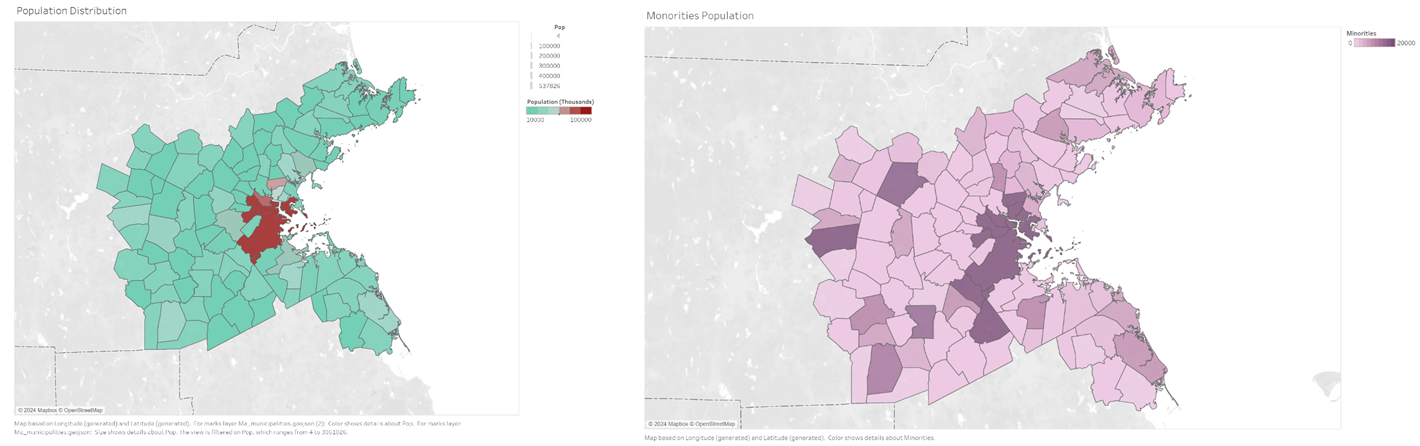 Population Distribution
Pop
0
100000
200000
300000
400000
537826
Population (Thousands)
10000 100000
© 2024 Mapbox © OpenStreetMap
Map based on Longitude (generated) and Latitude (generated). For marks layer Ma_municipalities.geojson (2): Color shows details about Pop. For marks layer
Ma_municipalities.geojson: Size shows details about Pop. The view is filtered on Pop, which ranges from 4 to
Monorities Population
Minorities
0 20000
© 2024 Mapbox © OpenStreetMap
Map based on Longitude (generated) and Latitude (generated). Color shows details about Minorities.